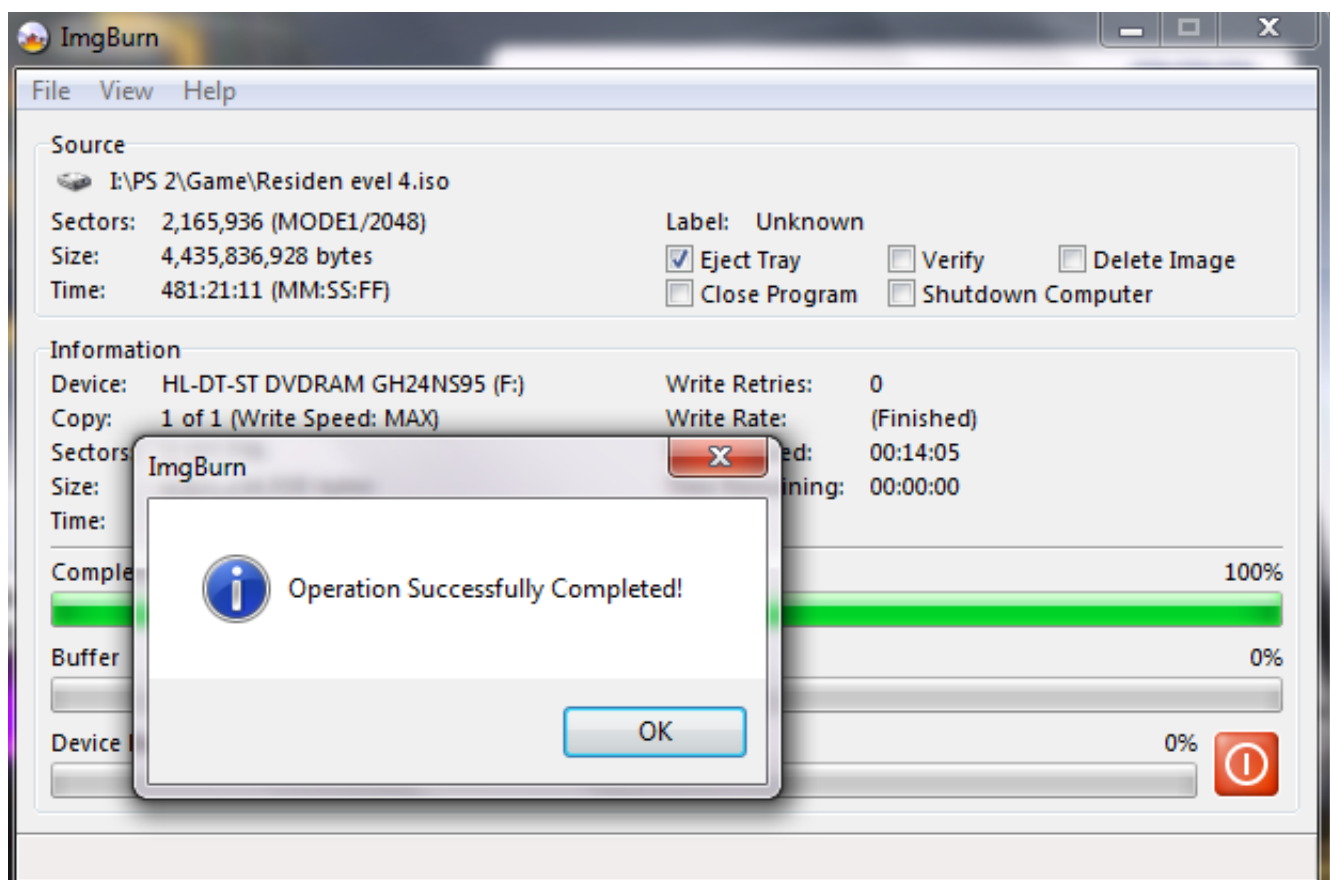 ImgBurn
File View Help
Source
I:\PS 2\Game\Residen evel 4.iso
Sectors: 2,165,936 (MODE1/2048)
Size: 4,435,836,928 bytes
Time: 481:21:11 (MM:SS:FF)
Label: Unknown
Eject Tray Verify Delete Image
Close Program Shutdown Computer
Information
Device: HL-DT-ST DVDRAM GH24NS95 (F:)
Copy: 1 of 1 (Write Speed: MAX)
Sectors
Size:
Time:
Write Retries: 0
Write Rate: (Finished)
ed: 00:14:05
ining: 00:00:00
Comple 100%
Buffer 0%
Device 0%
ImgBurn
Operation Successfully Completed!
OK